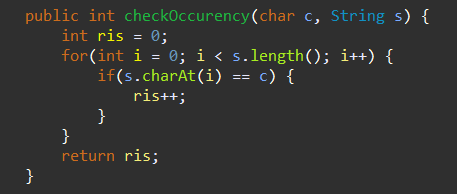 public int checkOccurency(char c, String s) {
    int ris = 0;
    for(int i = 0; i < s.length(); i++) {
        if(s.charAt(i) == c) {
            ris++;
        }
    }
    return ris;
}